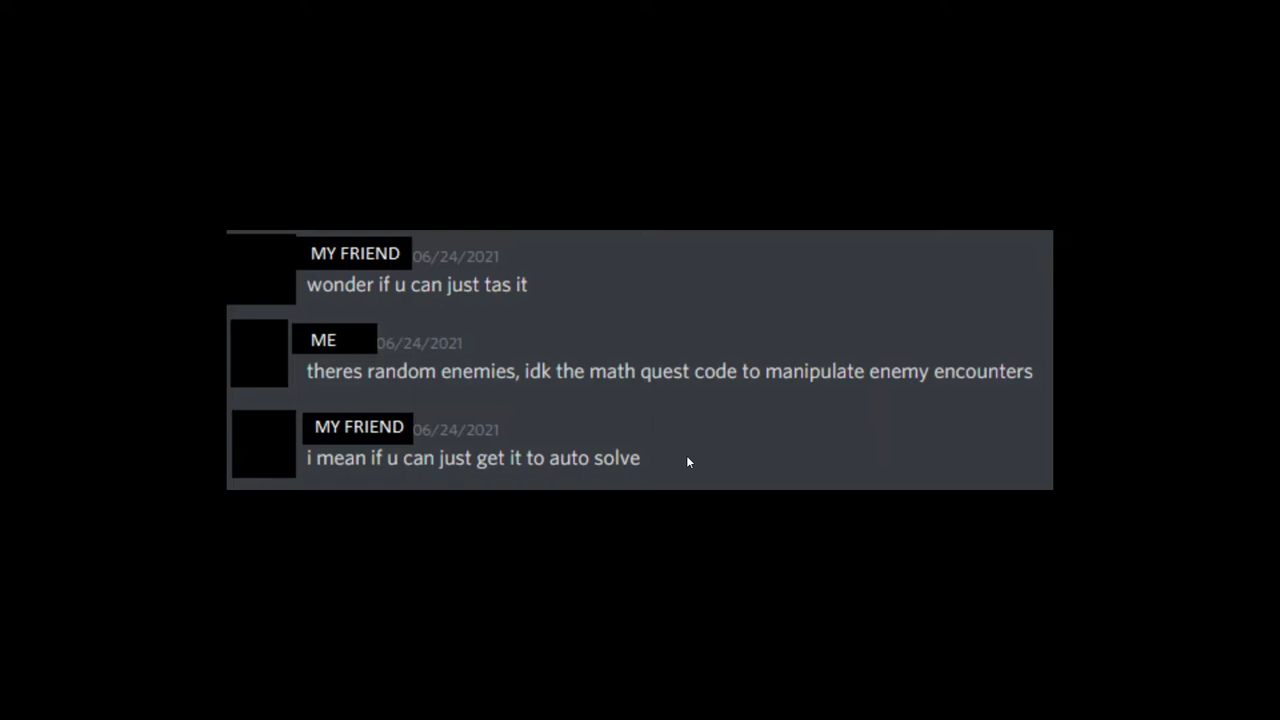 MY FRIEND 06/24/2021
wonder if u can just tas it
ME 06/24/2021
theres random enemies, idk the math quest code to manipulate enemy encounters
MY FRIEND 06/24/2021
i mean if u can just get it to auto solve